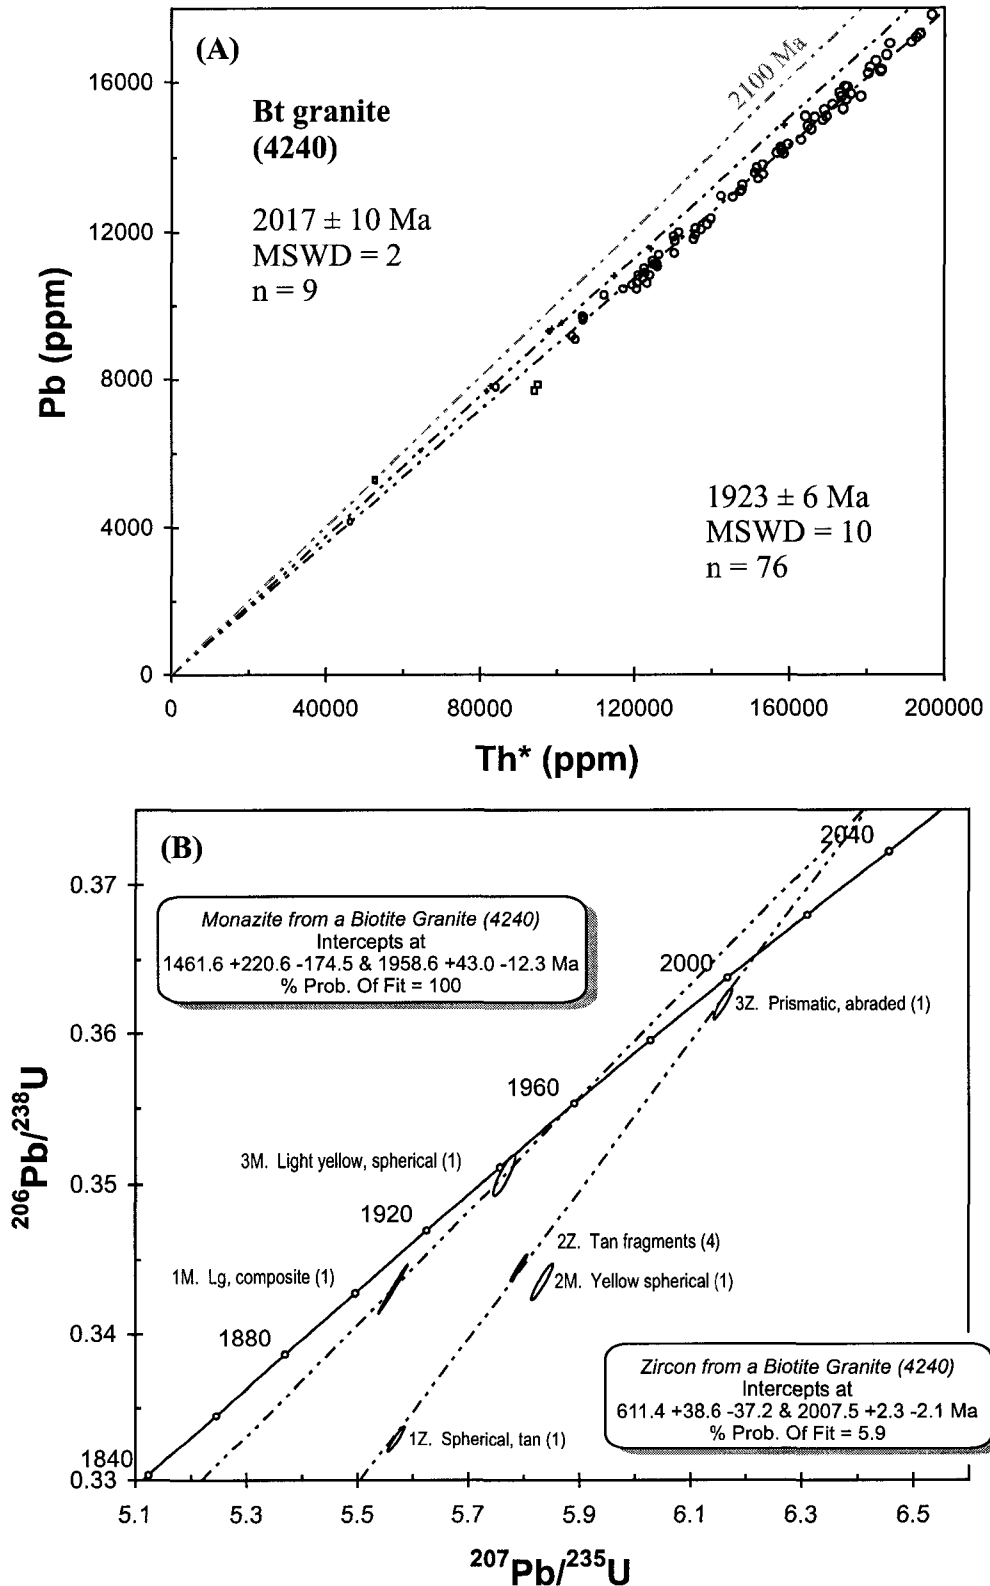 (A)
Bt granite
(4240)
2017 ± 10 Ma
MSWD = 2
n = 9
2100 Ma
1923 ± 6 Ma
MSWD = 10
n = 76
16000
12000
8000
4000
0
Pb (ppm)
0 40000 80000 120000 160000 200000
Th* (ppm)
(B)
Monazite from a Biotite Granite (4240)
Intercepts at
1461.6 +220.6 -174.5 & 1958.6 +43.0 -12.3 Ma
% Prob. Of Fit = 100
2040
2000
3Z. Prismatic, abraded (1)
1960
3M. Light yellow, spherical (1)
1920
2Z. Tan fragments (4)
1M. Lg, composite (1)
2M. Yellow spherical (1)
1880
Zircon from a Biotite Granite (4240)
Intercepts at
611.4 +38.6 -37.2 & 2007.5 +2.3 -2.1 Ma
% Prob. Of Fit = 5.9
1Z. Spherical, tan (1)
1840
0.37
0.36
0.35
0.34
0.33
²⁰⁶Pb/²³⁸U
5.1 5.3 5.5 5.7 5.9 6.1 6.3 6.5
²⁰⁷Pb/²³⁵U